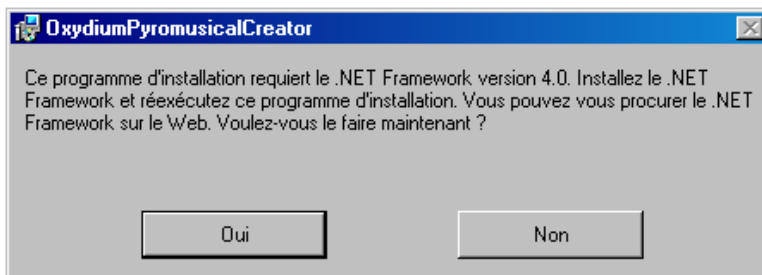 OxydiumPyromusicalCreator
Ce programme d'installation requiert le .NET Framework version 4.0. Installez le .NET
Framework et réexécutez ce programme d'installation. Vous pouvez vous procurer le .NET
Framework sur le Web. Voulez-vous le faire maintenant ?
Oui
Non